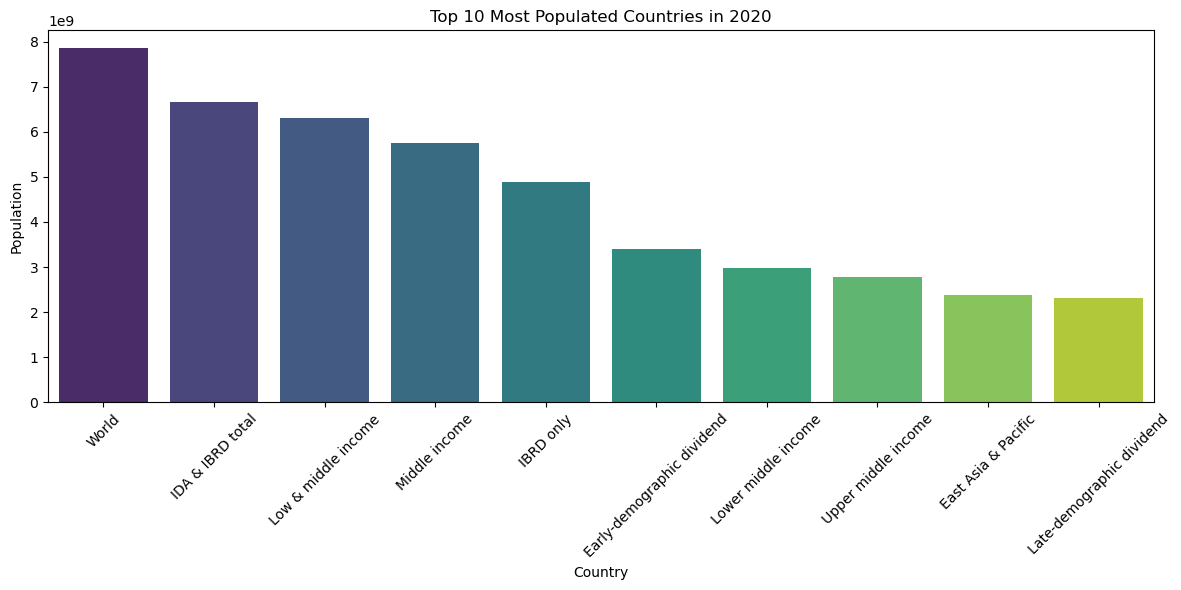 Top 10 Most Populated Countries in 2020
1e9
8
7
6
5
4
3
2
1
0
Population
World
IDA & IBRD total
Low & middle income
Middle income
IBRD only
Early-demographic dividend
Lower middle income
Upper middle income
East Asia & Pacific
Late-demographic dividend
Country